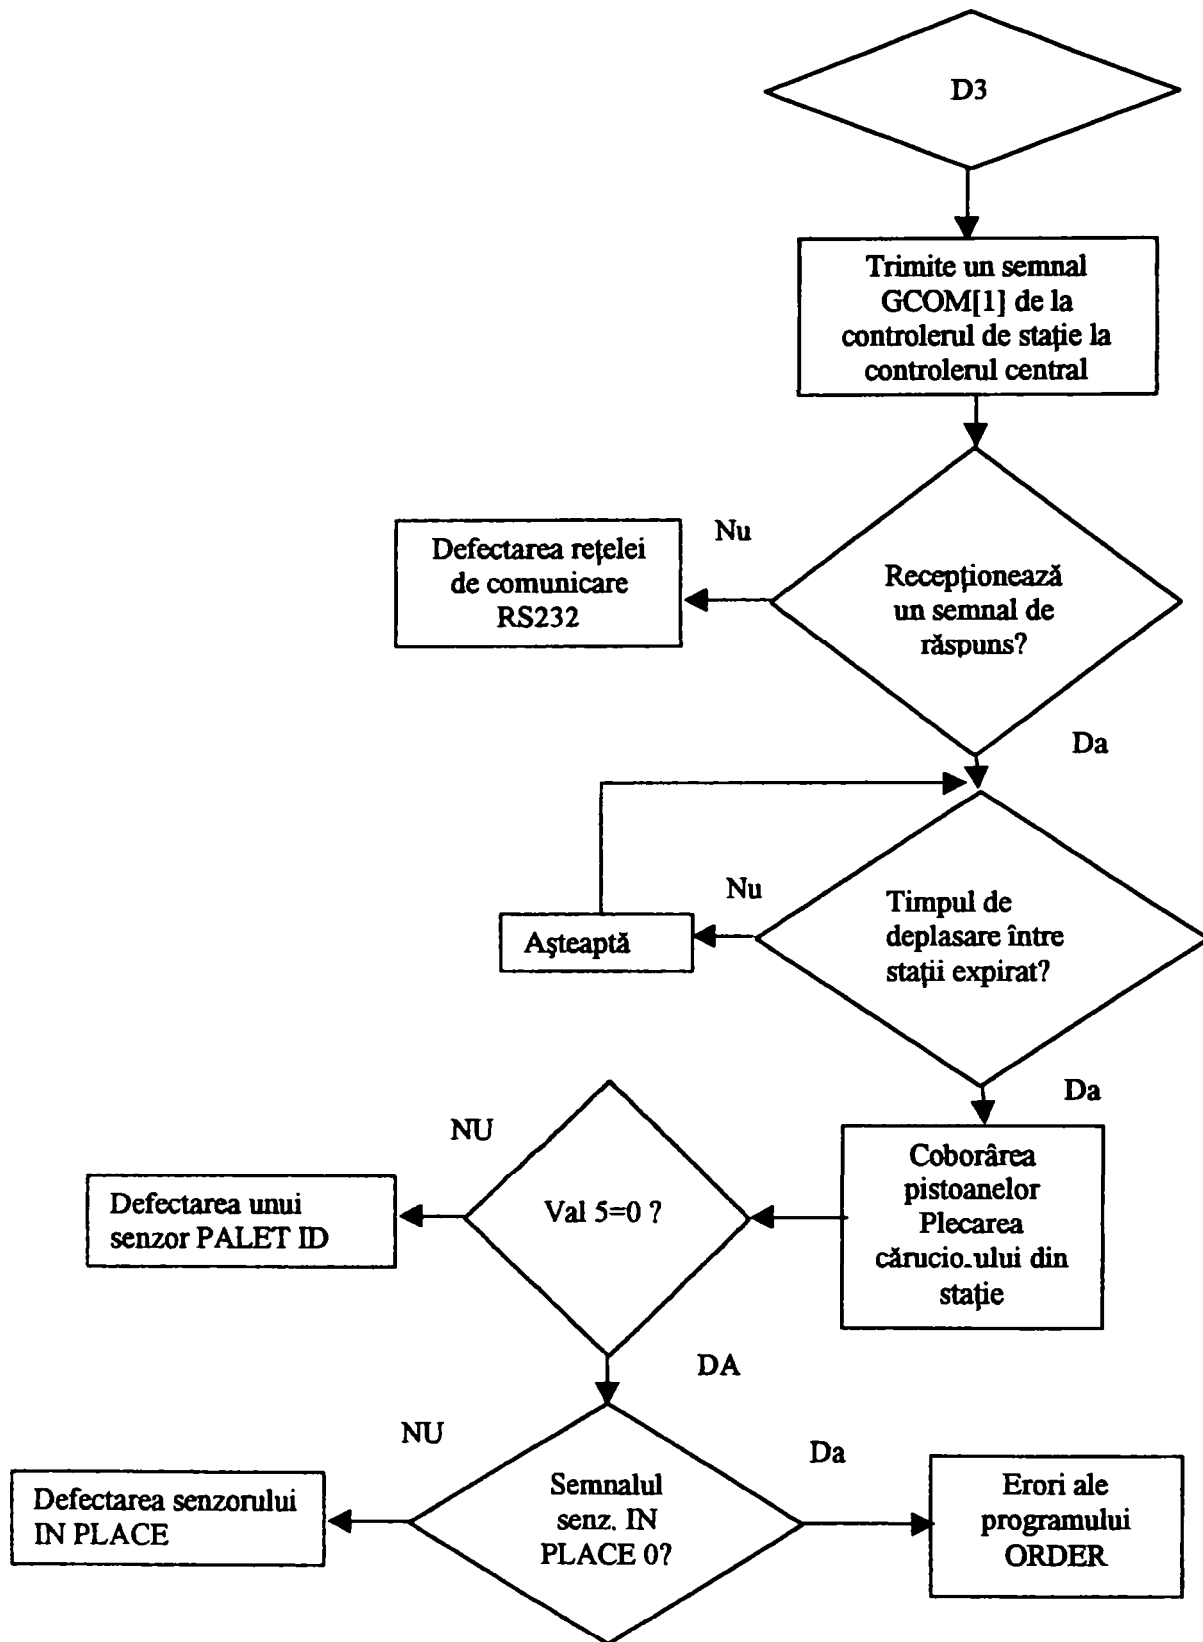 D3
Trimite un semnal
GCOM[1] de la
controlerul de stație la
controlerul central
Nu
Defectarea rețelei
de comunicare
RS232
Recepționează
un semnal de
răspuns?
Da
Nu
Timpul de
deplasare între
stații expirat?
Așteaptă
Da
NU
Coborârea
pistoanelor
Plecarea
din
stație
Val 5=0 ?
Defectarea unui
senzor PALET ID
DA
NU
Da
Semnalul
senz. IN
PLACE 0?
Defectarea senzorului
IN PLACE
Erori ale
programului
ORDER